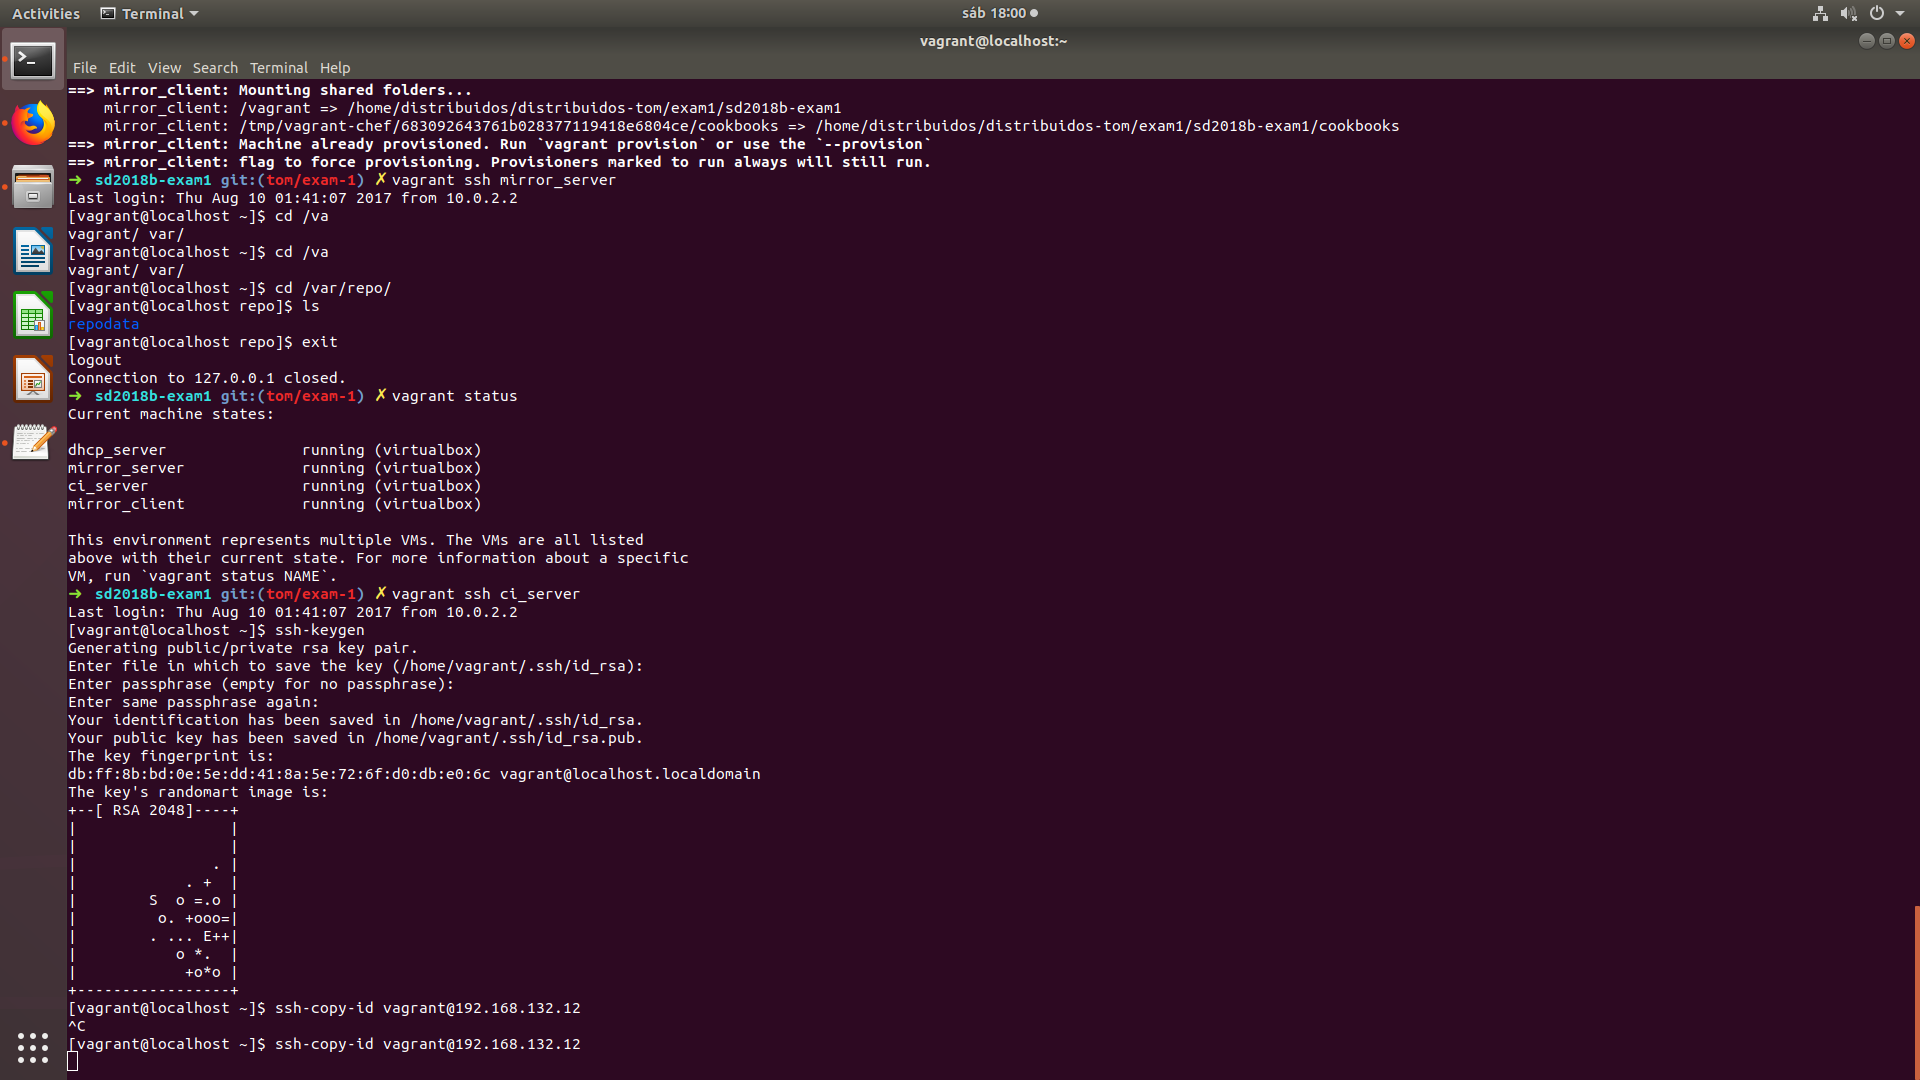 Activities Terminal sáb 18:00
vagrant@localhost:~
File Edit View Search Terminal Help
==> mirror_client: Mounting shared folders...
    mirror_client: /vagrant => /home/distribuidos/distribuidos-tom/exam1/sd2018b-exam1
    mirror_client: /tmp/vagrant-chef/683092643761b028377119418e6804ce/cookbooks => /home/distribuidos/distribuidos-tom/exam1/sd2018b-exam1/cookbooks
==> mirror_client: Machine already provisioned. Run `vagrant provision` or use the `--provision`
==> mirror_client: flag to force provisioning. Provisioners marked to run always will still run.
➜  sd2018b-exam1 git:(tom/exam-1) ✗ vagrant ssh mirror_server
Last login: Thu Aug 10 01:41:07 2017 from 10.0.2.2
[vagrant@localhost ~]$ cd /va
vagrant/ var/
[vagrant@localhost ~]$ cd /va
vagrant/ var/
[vagrant@localhost ~]$ cd /var/repo/
[vagrant@localhost repo]$ ls
repodata
[vagrant@localhost repo]$ exit
logout
Connection to 127.0.0.1 closed.
➜  sd2018b-exam1 git:(tom/exam-1) ✗ vagrant status
Current machine states:
dhcp_server               running (virtualbox)
mirror_server             running (virtualbox)
ci_server                 running (virtualbox)
mirror_client             running (virtualbox)
This environment represents multiple VMs. The VMs are all listed
above with their current state. For more information about a specific
VM, run `vagrant status NAME`.
➜  sd2018b-exam1 git:(tom/exam-1) ✗ vagrant ssh ci_server
Last login: Thu Aug 10 01:41:07 2017 from 10.0.2.2
[vagrant@localhost ~]$ ssh-keygen
Generating public/private rsa key pair.
Enter file in which to save the key (/home/vagrant/.ssh/id_rsa):
Enter passphrase (empty for no passphrase):
Enter same passphrase again:
Your identification has been saved in /home/vagrant/.ssh/id_rsa.
Your public key has been saved in /home/vagrant/.ssh/id_rsa.pub.
The key fingerprint is:
db:ff:8b:bd:0e:5e:dd:41:8a:5e:72:6f:d0:db:e0:6c vagrant@localhost.localdomain
The key's randomart image is:
+--[ RSA 2048]----+
|                 |
|                 |
|               . |
|            . +  |
|        S  o =.o |
|         o. +ooo=|
|        . ... E++|
|           o *.  |
|            +o*o |
+-----------------+
[vagrant@localhost ~]$ ssh-copy-id vagrant@192.168.132.12
^C
[vagrant@localhost ~]$ ssh-copy-id vagrant@192.168.132.12